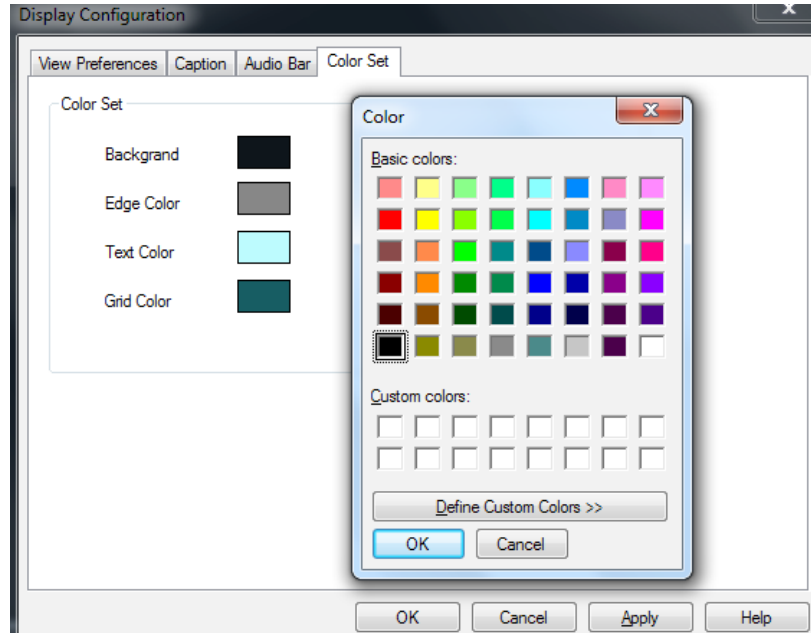 Display Configuration
View Preferences
Caption
Audio Bar
Color Set
Color Set
Backgrand
Edge Color
Text Color
Grid Color
Color
Basic colors:
Custom colors:
Define Custom Colors >>
OK
Cancel
OK
Cancel
Apply
Help